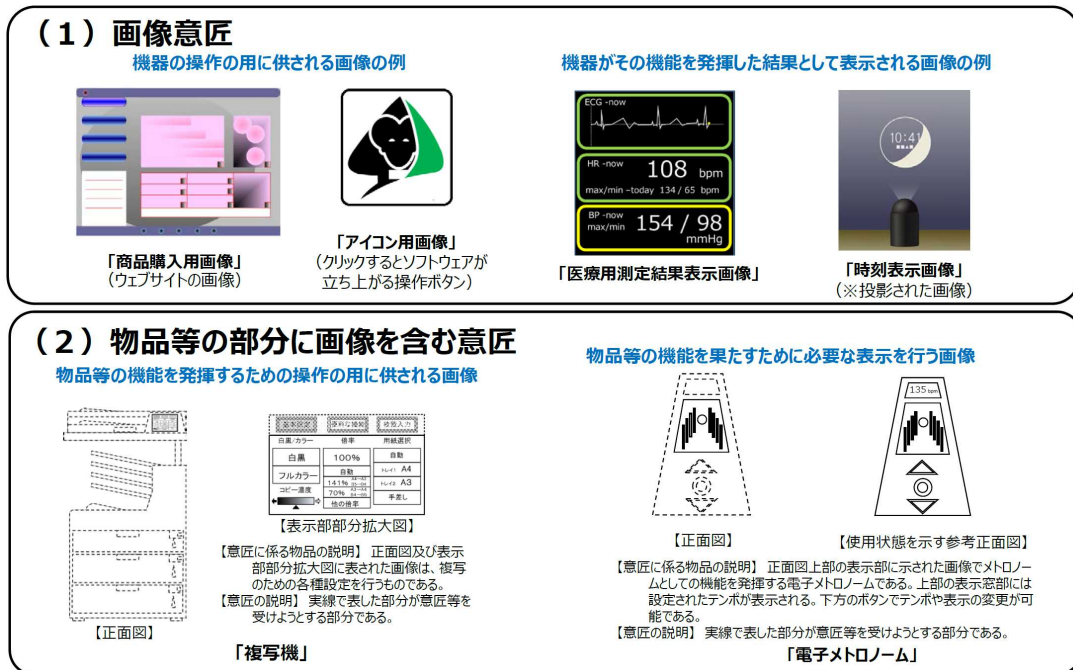 （１）画像意匠
機器の操作の用に供される画像の例
機器がその機能を発揮した結果として表示される画像の例
ECG -now
HR -now
108 bpm
max/min –today 134 / 65 bpm
BP -now
max/min
154 / 98
mmHg
10:41
「商品購入用画像」
（ウェブサイトの画像）
「アイコン用画像」
（クリックするとソフトウェアが
立ち上がる操作ボタン）
「医療用測定結果表示画像」
「時刻表示画像」
（※投影された画像）
（２）物品等の部分に画像を含む意匠
物品等の機能を発揮するための操作の用に供される画像
物品等の機能を果たすために必要な表示を行う画像
基本設定
白黒/カラー 倍率 用紙選択
白黒 100% 自動
フルカラー 自動 トレイ1 A4
141% トレイ2 A3
コピー濃度 70% 手差し
他の倍率
【表示部部分拡大図】
【意匠に係る物品の説明】 正面図及び表示
部部分拡大図に表された画像は、複写
のための各種設定を行うものである。
【意匠の説明】 実線で表した部分が意匠等を
受けようとする部分である。
【正面図】
「複写機」
135 bpm
【正面図】
【使用状態を示す参考正面図】
【意匠に係る物品の説明】 正面図上部の表示部に示された画像でメトロノー
ムとしての機能を発揮する電子メトロノームである。上部の表示窓部には
設定されたテンポが表示される。下方のボタンでテンポや表示の変更が可
能である。
【意匠の説明】 実線で表した部分が意匠等を受けようとする部分である。
「電子メトロノーム」